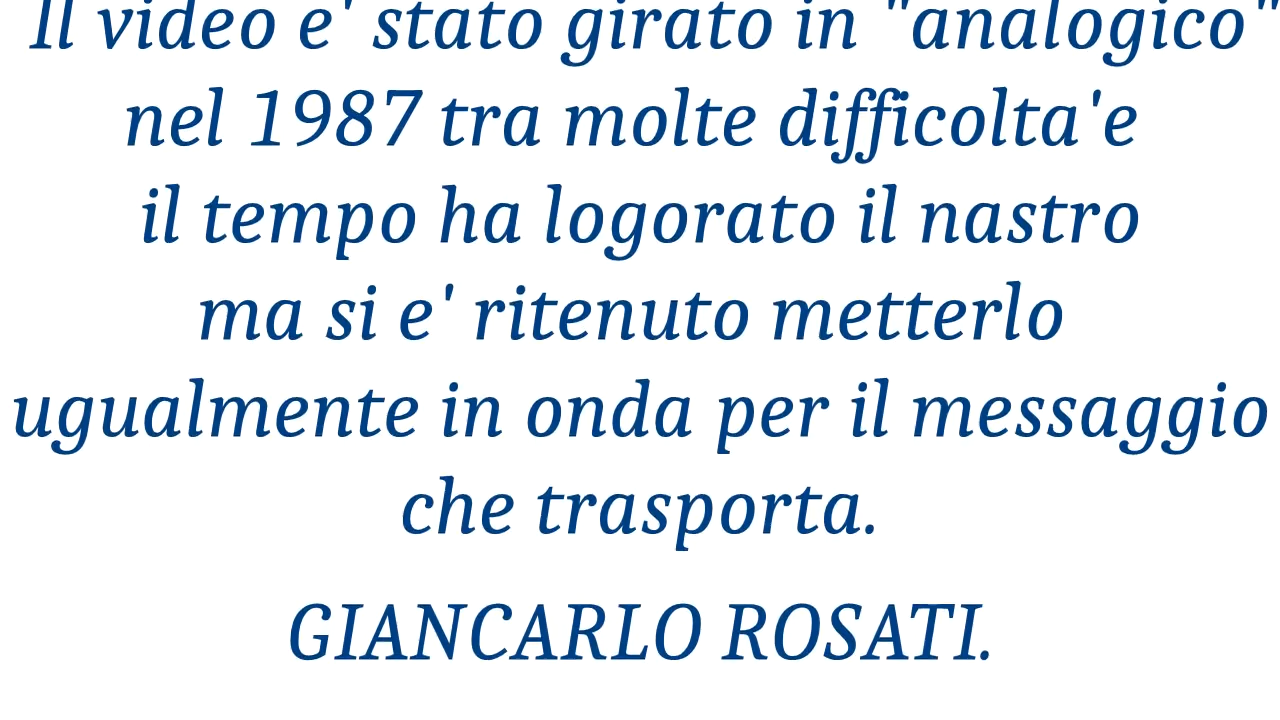 Il video e' stato girato in "analogico"
nel 1987 tra molte difficolta'e
il tempo ha logorato il nastro
ma si e' ritenuto metterlo
ugualmente in onda per il messaggio
che trasporta.
GIANCARLO ROSATI.